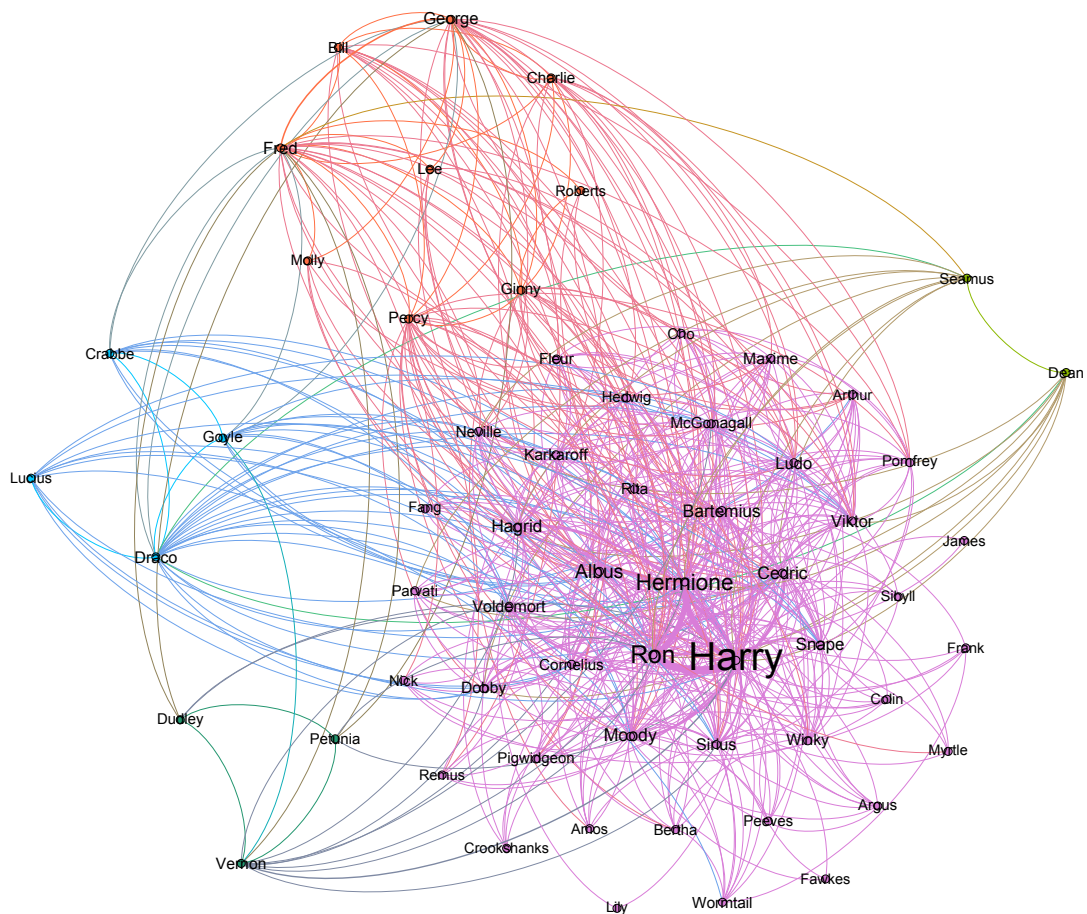 George
Bill
Charlie
Fred
Lee
Roberts
Molly
Seamus
Ginny
Percy
Cho
Crabbe
Fleur
Maxime
Dean
Hedwig
Arthur
McGonagall
Neville
Goyle
Karkaroff
Ludo
Pomfrey
Lucius
Rita
Fang
Bartemius
Viktor
Hagrid
James
Draco
Albus
Hermione
Cedric
Parvati
Sibyll
Voldemort
Snape
Frank
Ron
Harry
Cornelius
Nick
Dobby
Colin
Dudley
Petunia
Moody
Sirius
Winky
Myrtle
Pigwidgeon
Remus
Argus
Peeves
Amos
Bertha
Crookshanks
Vernon
Fawkes
Wormtail
Lily